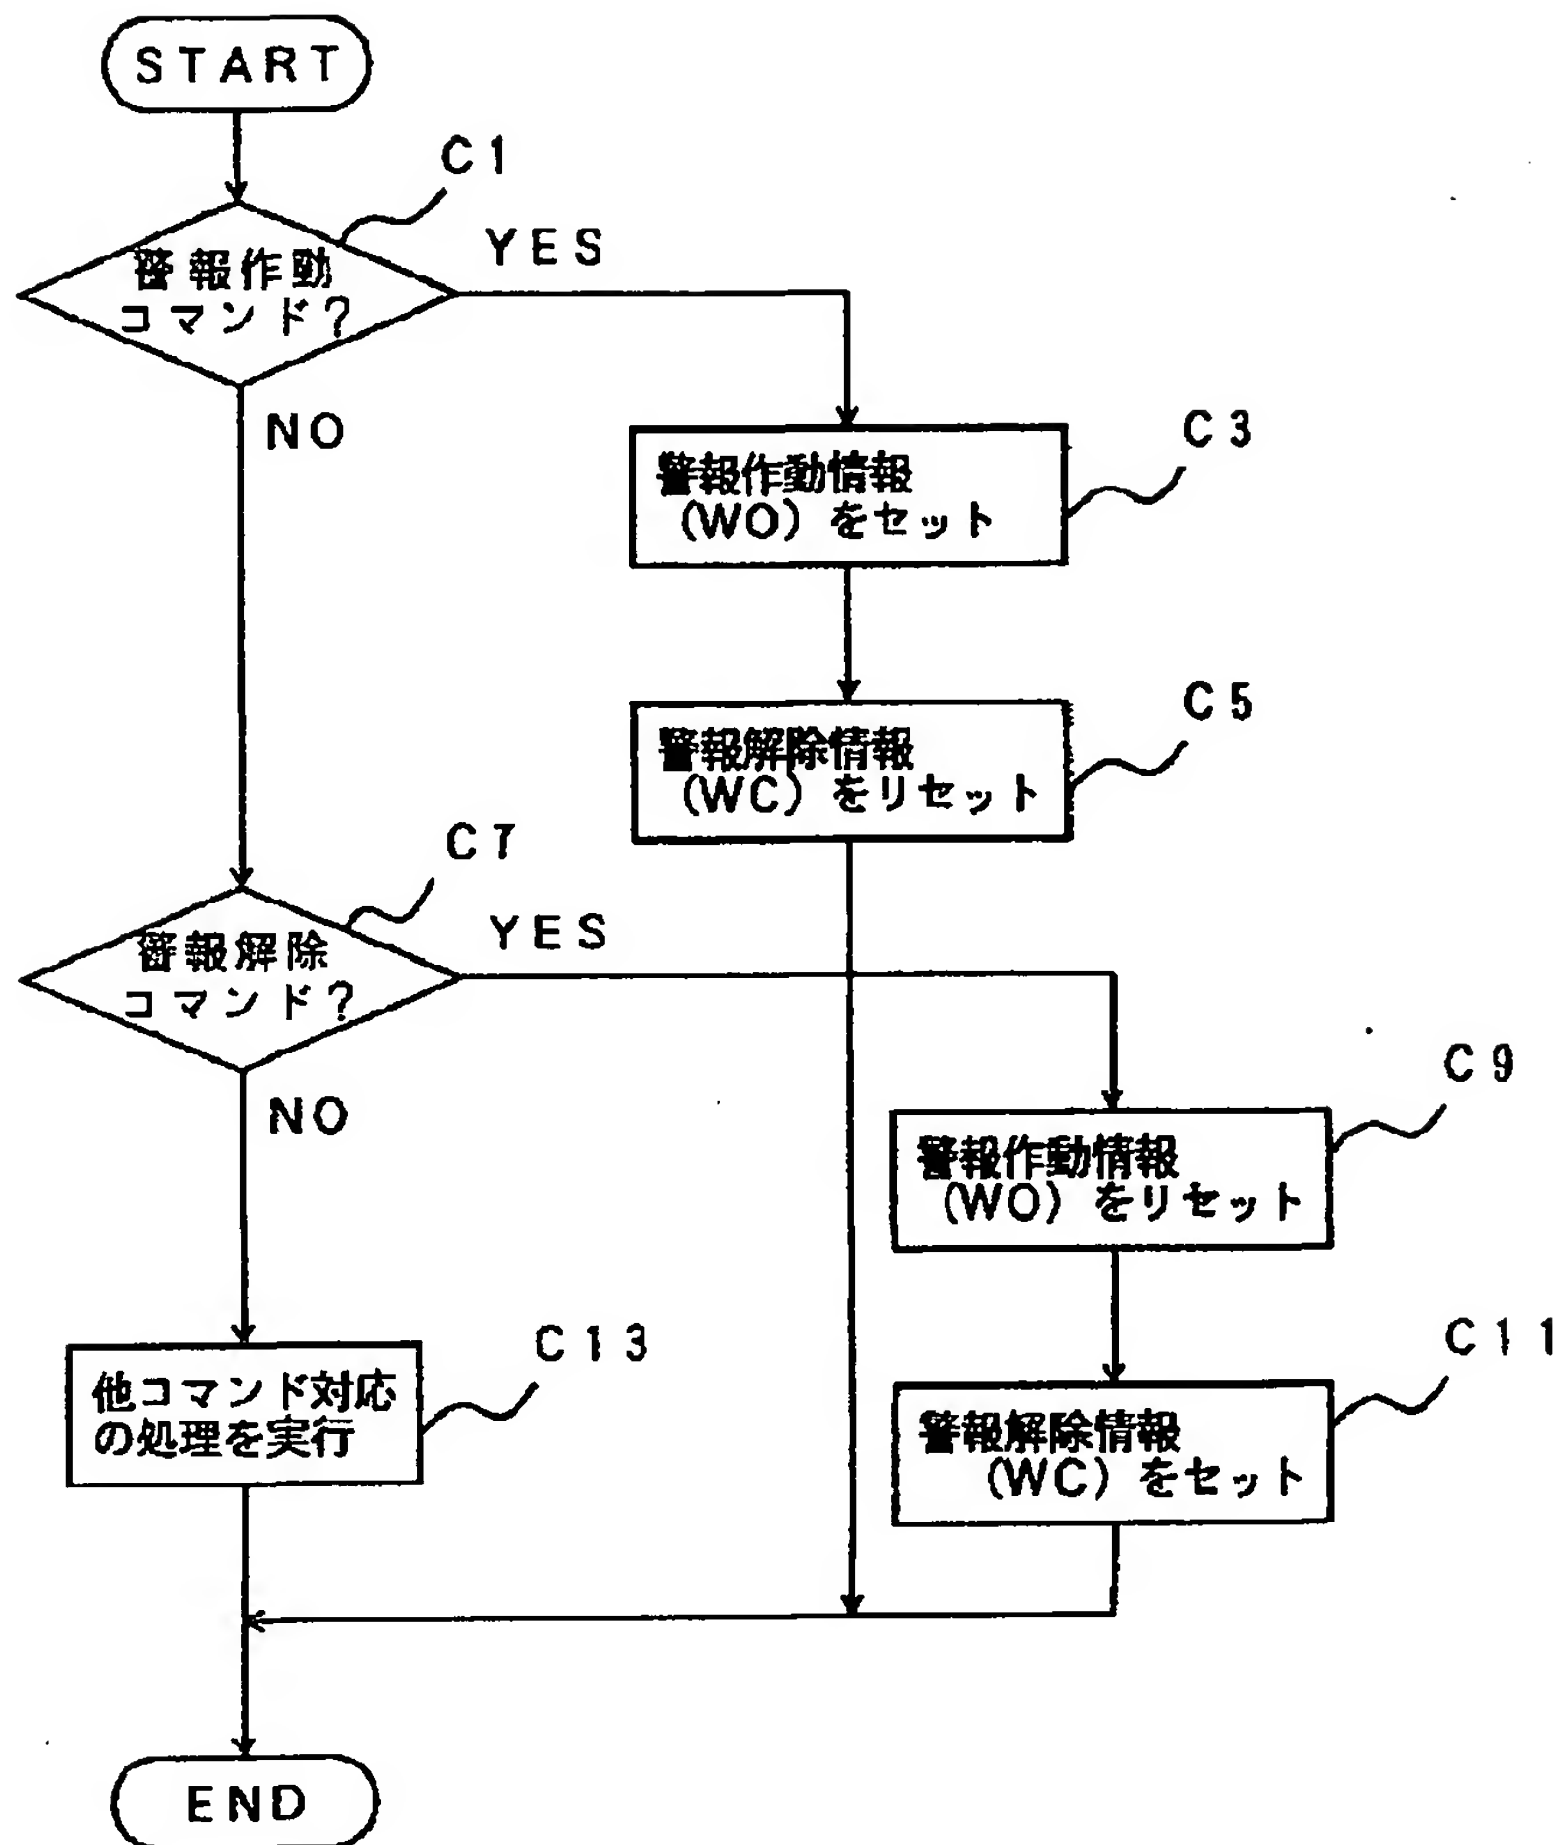 START
C1
警報作動
コマンド?
YES
NO
C3
警報作動情報
(WO)をセット
C5
警報解除情報
(WC)をリセット
C7
警報解除
コマンド?
YES
NO
C9
警報作動情報
(WO)をリセット
C11
警報解除情報
(WC)をセット
C13
他コマンド対応
の処理を実行
END